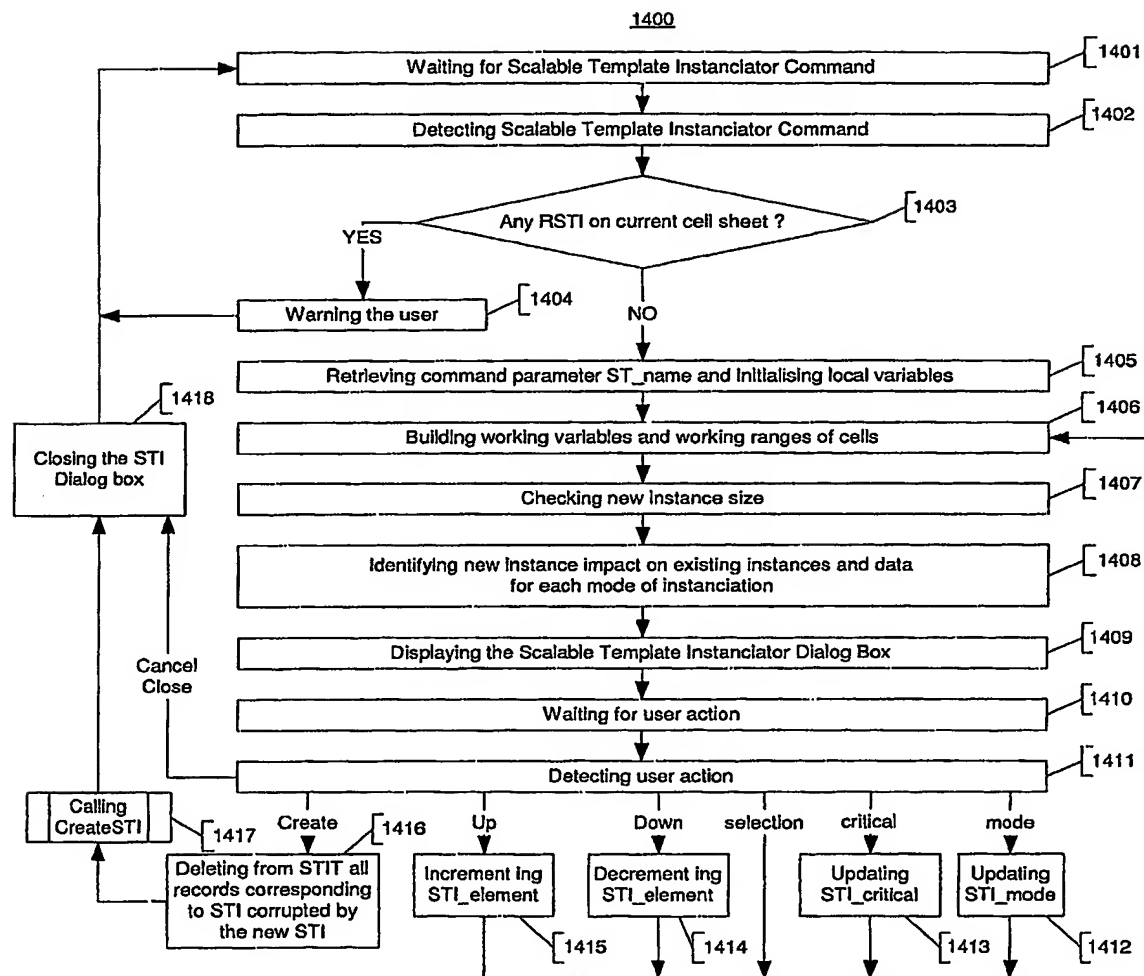 1400
Waiting for Scalable Template Instanciator Command
1401
Detecting Scalable Template Instanciator Command
1402
Any RSTI on current cell sheet ?
1403
YES
Warning the user
1404
NO
Retrieving command parameter ST_name and initialising local variables
1405
1418
Closing the STI
Dialog box
Building working variables and working ranges of cells
1406
Checking new instance size
1407
Identifying new instance impact on existing instances and data
for each mode of instanciation
1408
Displaying the Scalable Template Instanciator Dialog Box
1409
Cancel
Close
Waiting for user action
1410
Detecting user action
1411
Calling
CreateSTI
1417
Create
1416
Up
Down
selection
critical
mode
Deleting from STIT all
records corresponding
to STI corrupted by
the new STI
Increment ing
STI_element
1415
Decrement ing
STI_element
1414
Updating
STI_critical
1413
Updating
STI_mode
1412